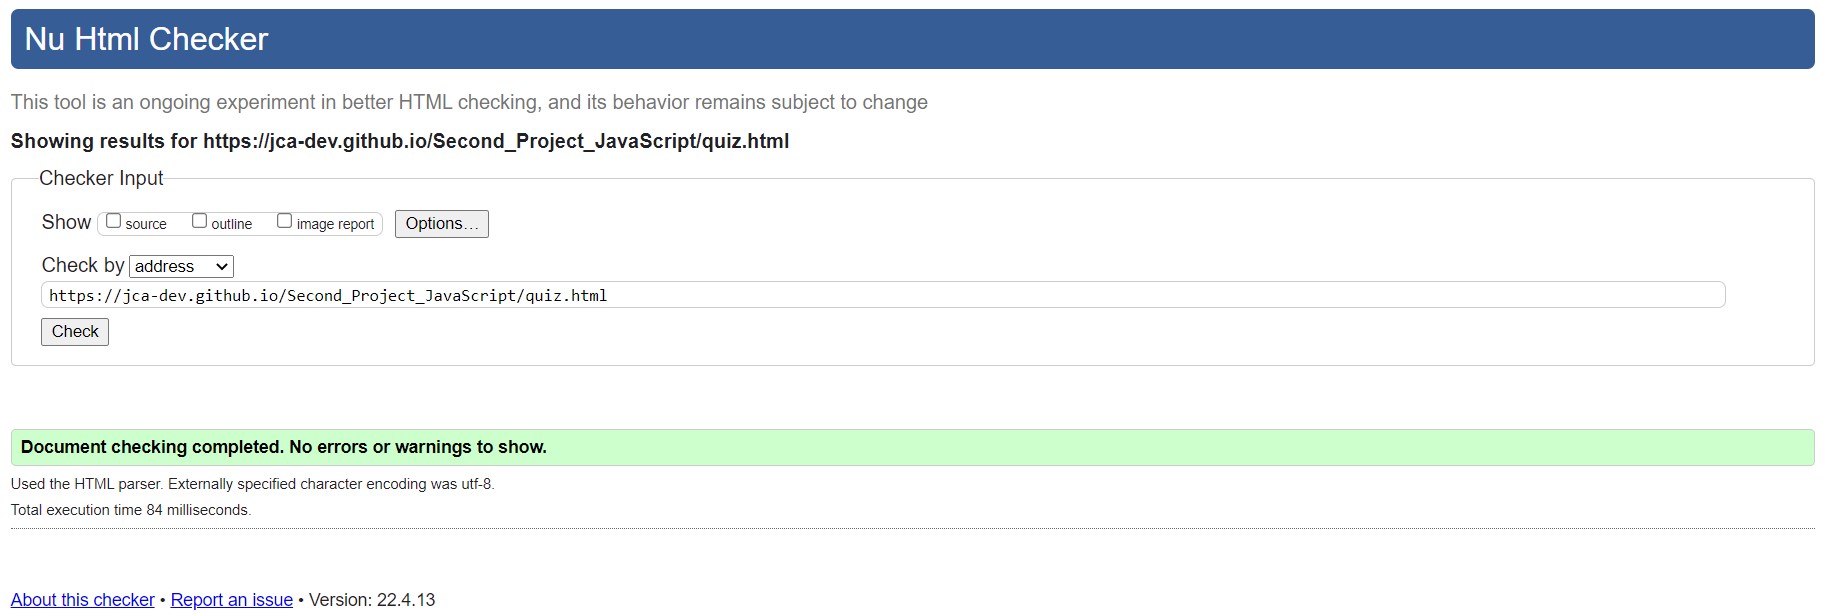 Nu Html Checker
This tool is an ongoing experiment in better HTML checking, and its behavior remains subject to change
Showing results for https://jca-dev.github.io/Second_Project_JavaScript/quiz.html
Checker Input
Show source outline image report Options...
Check by address
https://jca-dev.github.io/Second_Project_JavaScript/quiz.html
Check
Document checking completed. No errors or warnings to show.
Used the HTML parser. Externally specified character encoding was utf-8.
Total execution time 84 milliseconds.
About this checker • Report an issue • Version: 22.4.13